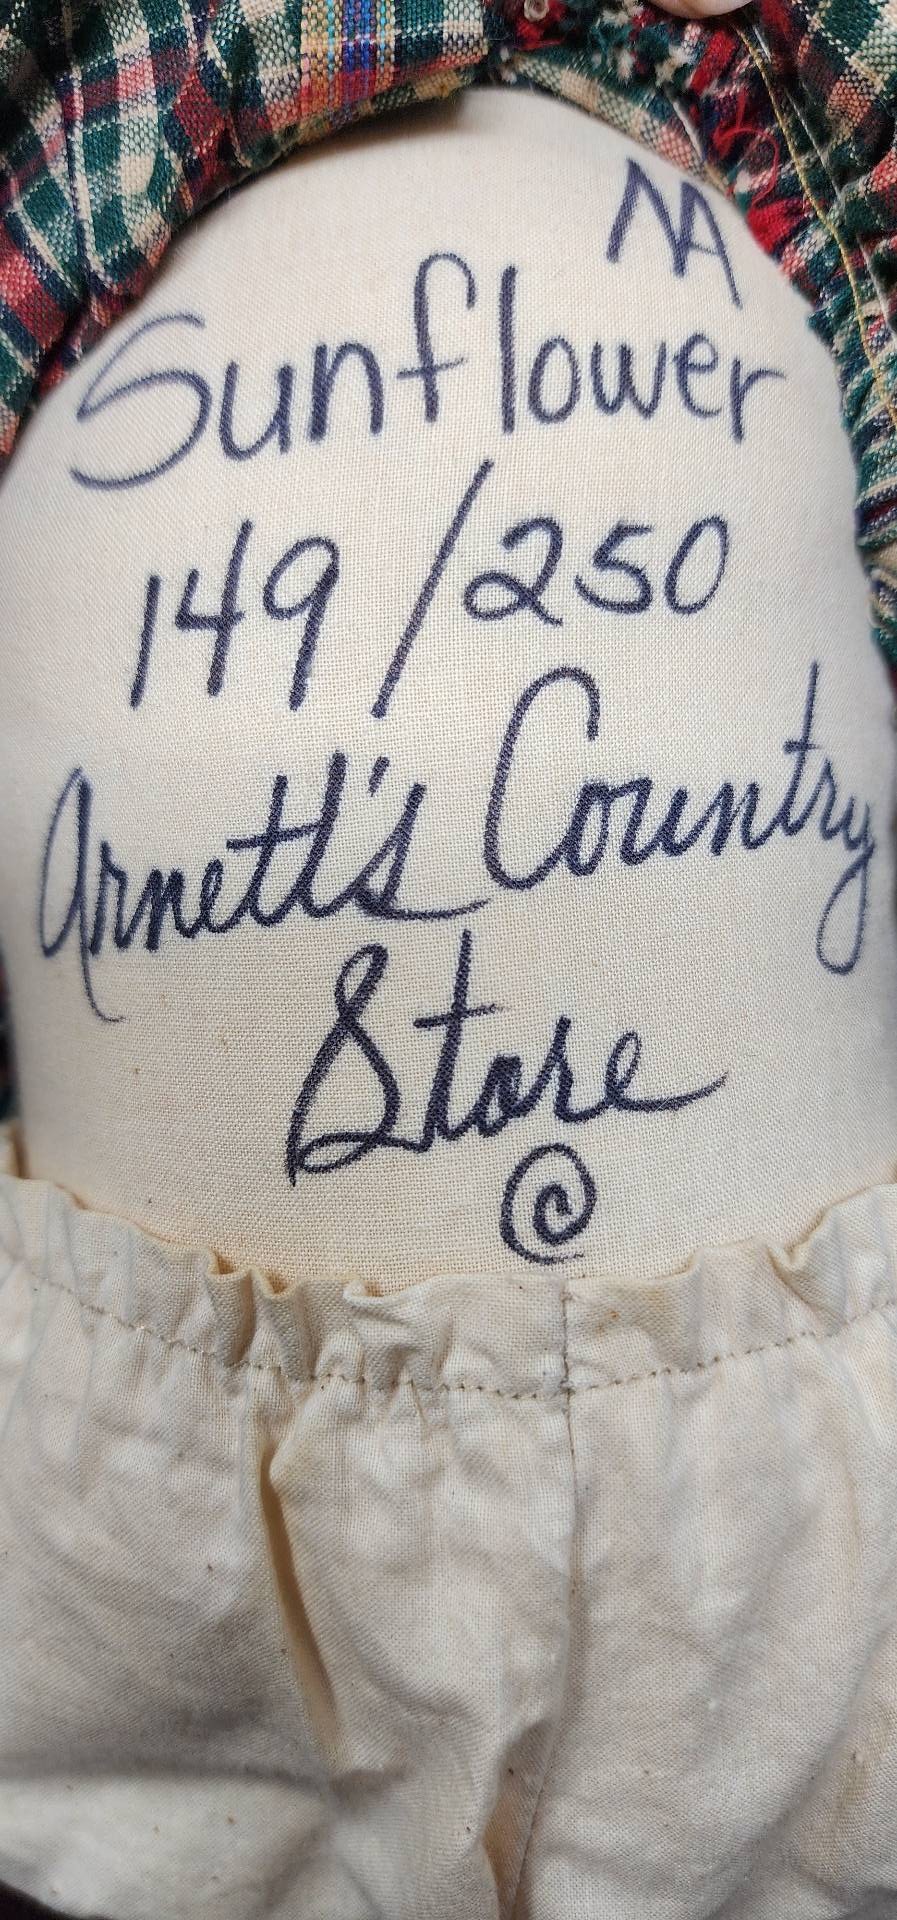 NA
Sunflower
149/250
Arnett's Country
Store
©